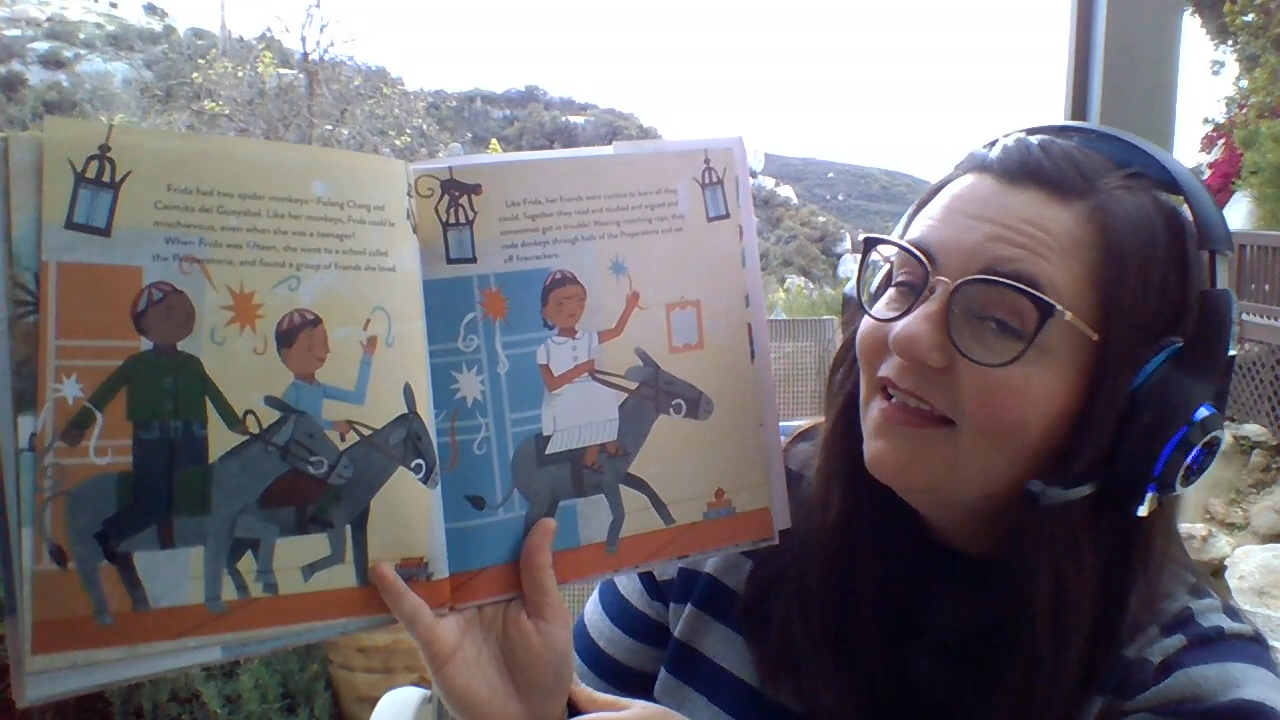 Frida had two spider monkeys—Fulang Chang and
Caimito del Guayabal. Like her monkeys, Frida could be
mischievous, even when she was a teenager!
When Frida was fifteen, she went to a school called
the Preparatoria, and found a group of friends she loved.
Like Frida, her friends were curious to learn all they
could. Together they read and studied and argued and
sometimes got in trouble! Wearing matching caps, they
rode donkeys through halls of the Preparatoria and set
off firecrackers.